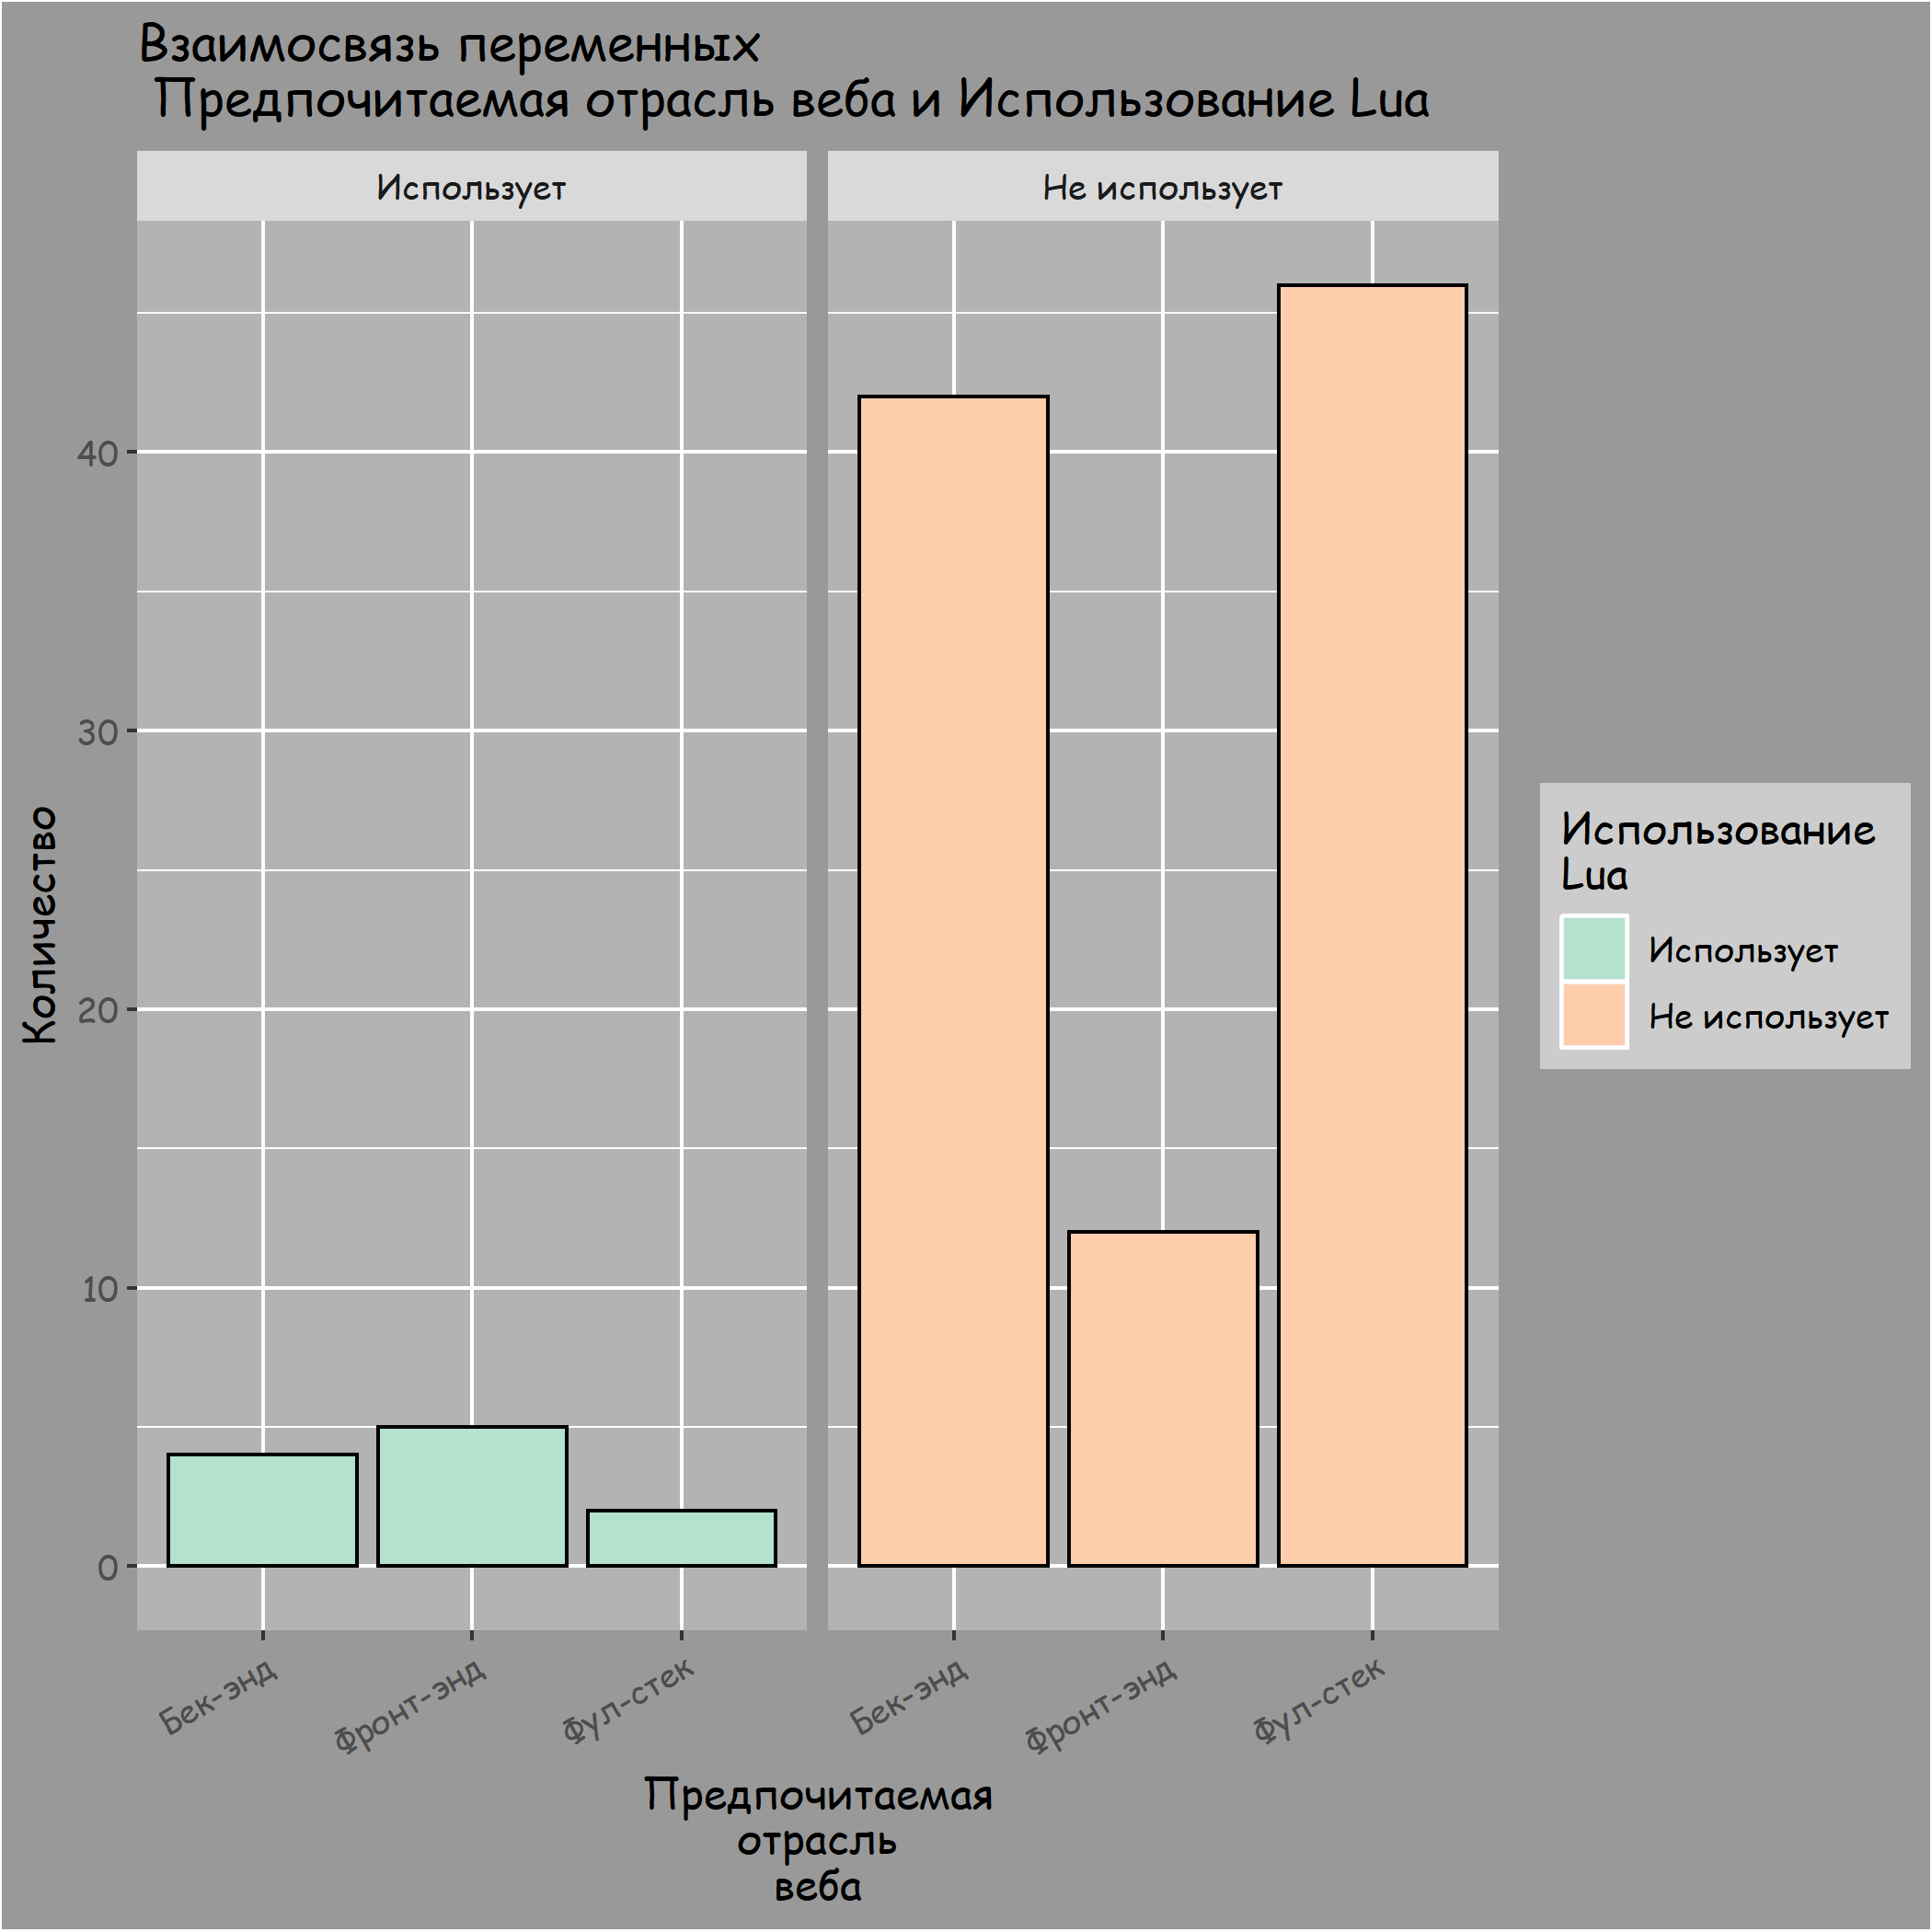 Взаимосвязь переменных
Предпочитаемая отрасль веба и Использование Lua
Использует
Не использует
40
30
20
10
0
Количество
Бек-энд
Фронт-энд
Фул-стек
Бек-энд
Фронт-энд
Фул-стек
Предпочитаемая
отрасль
веба
Использование
Lua
Использует
Не использует